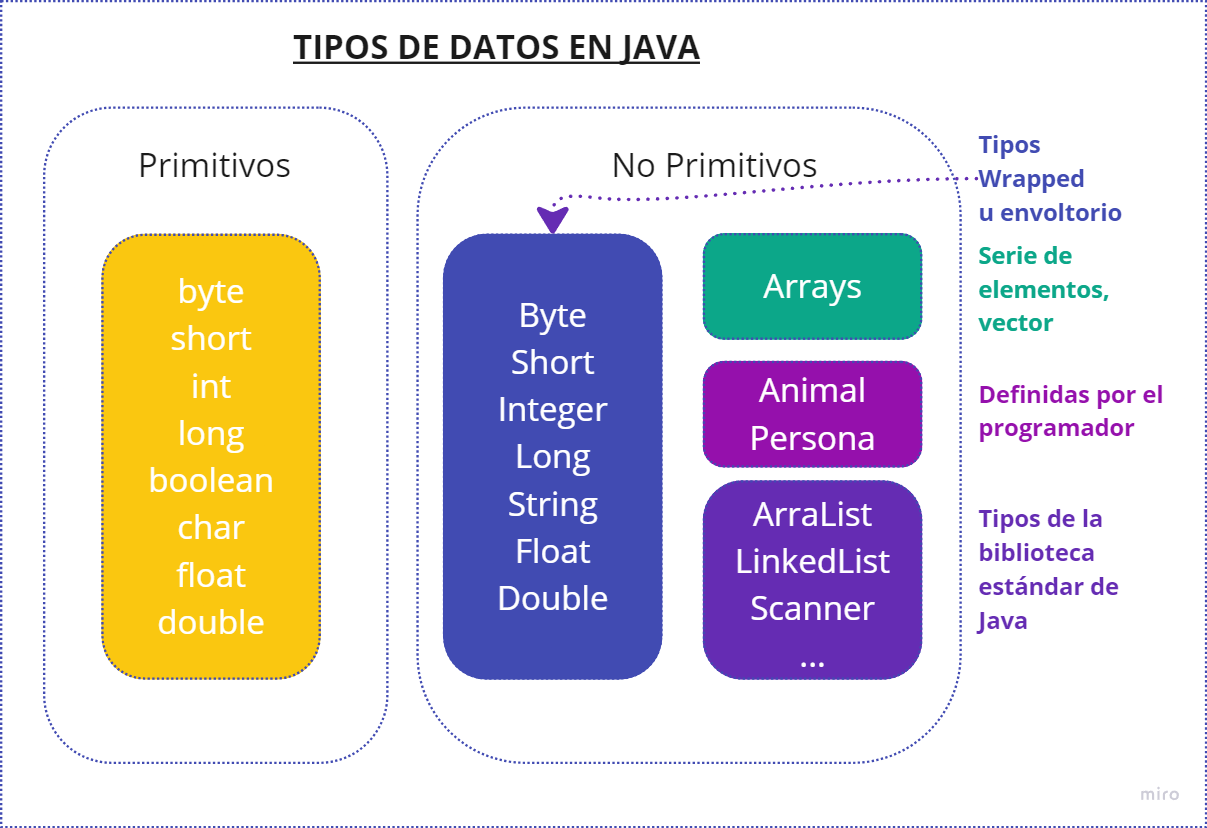 TIPOS DE DATOS EN JAVA
Primitivos
byte
short
int
long
boolean
char
float
double
No Primitivos
Byte
Short
Integer
Long
String
Float
Double
Arrays
Animal
Persona
ArraList
LinkedList
Scanner
...
Tipos
Wrapped
u envoltorio
Serie de
elementos,
vector
Definidas por el
programador
Tipos de la
biblioteca
estándar de
Java
miro